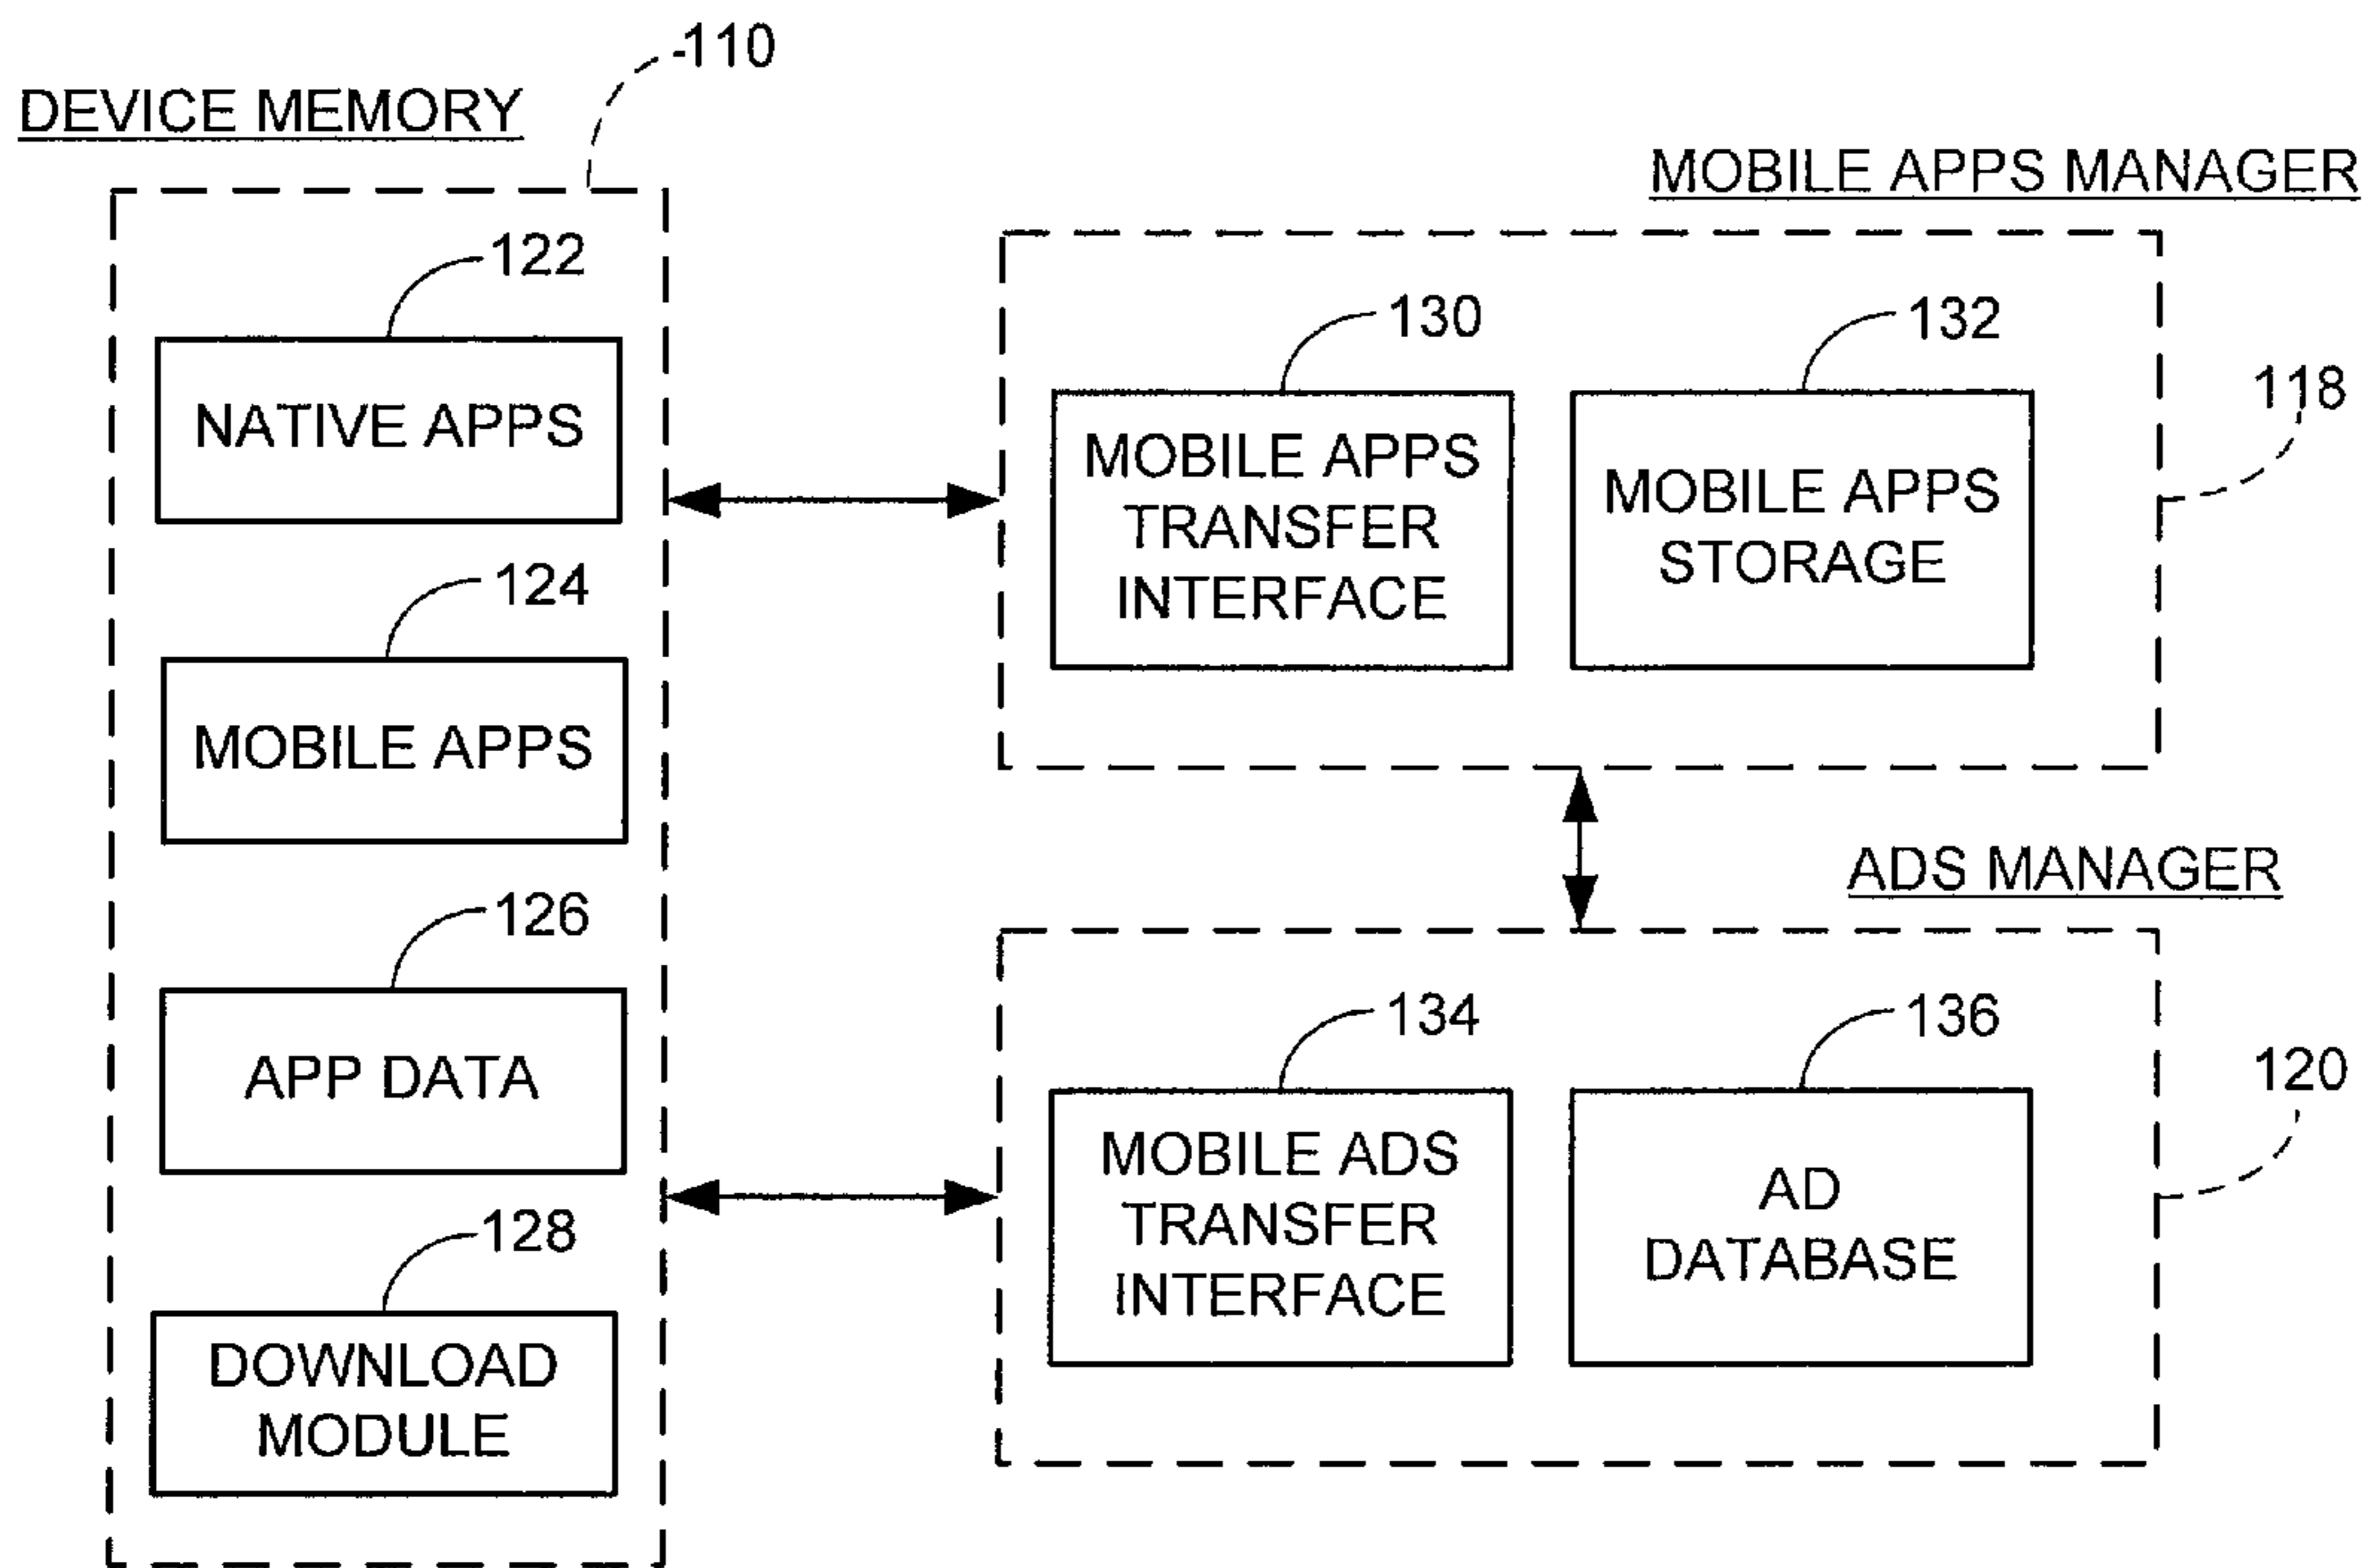 110
DEVICE MEMORY
MOBILE APPS MANAGER
122
NATIVE APPS
124
MOBILE APPS
126
APP DATA
128
DOWNLOAD
MODULE
130
MOBILE APPS
TRANSFER
INTERFACE
132
MOBILE APPS
STORAGE
118
ADS MANAGER
134
MOBILE ADS
TRANSFER
INTERFACE
136
AD
DATABASE
120